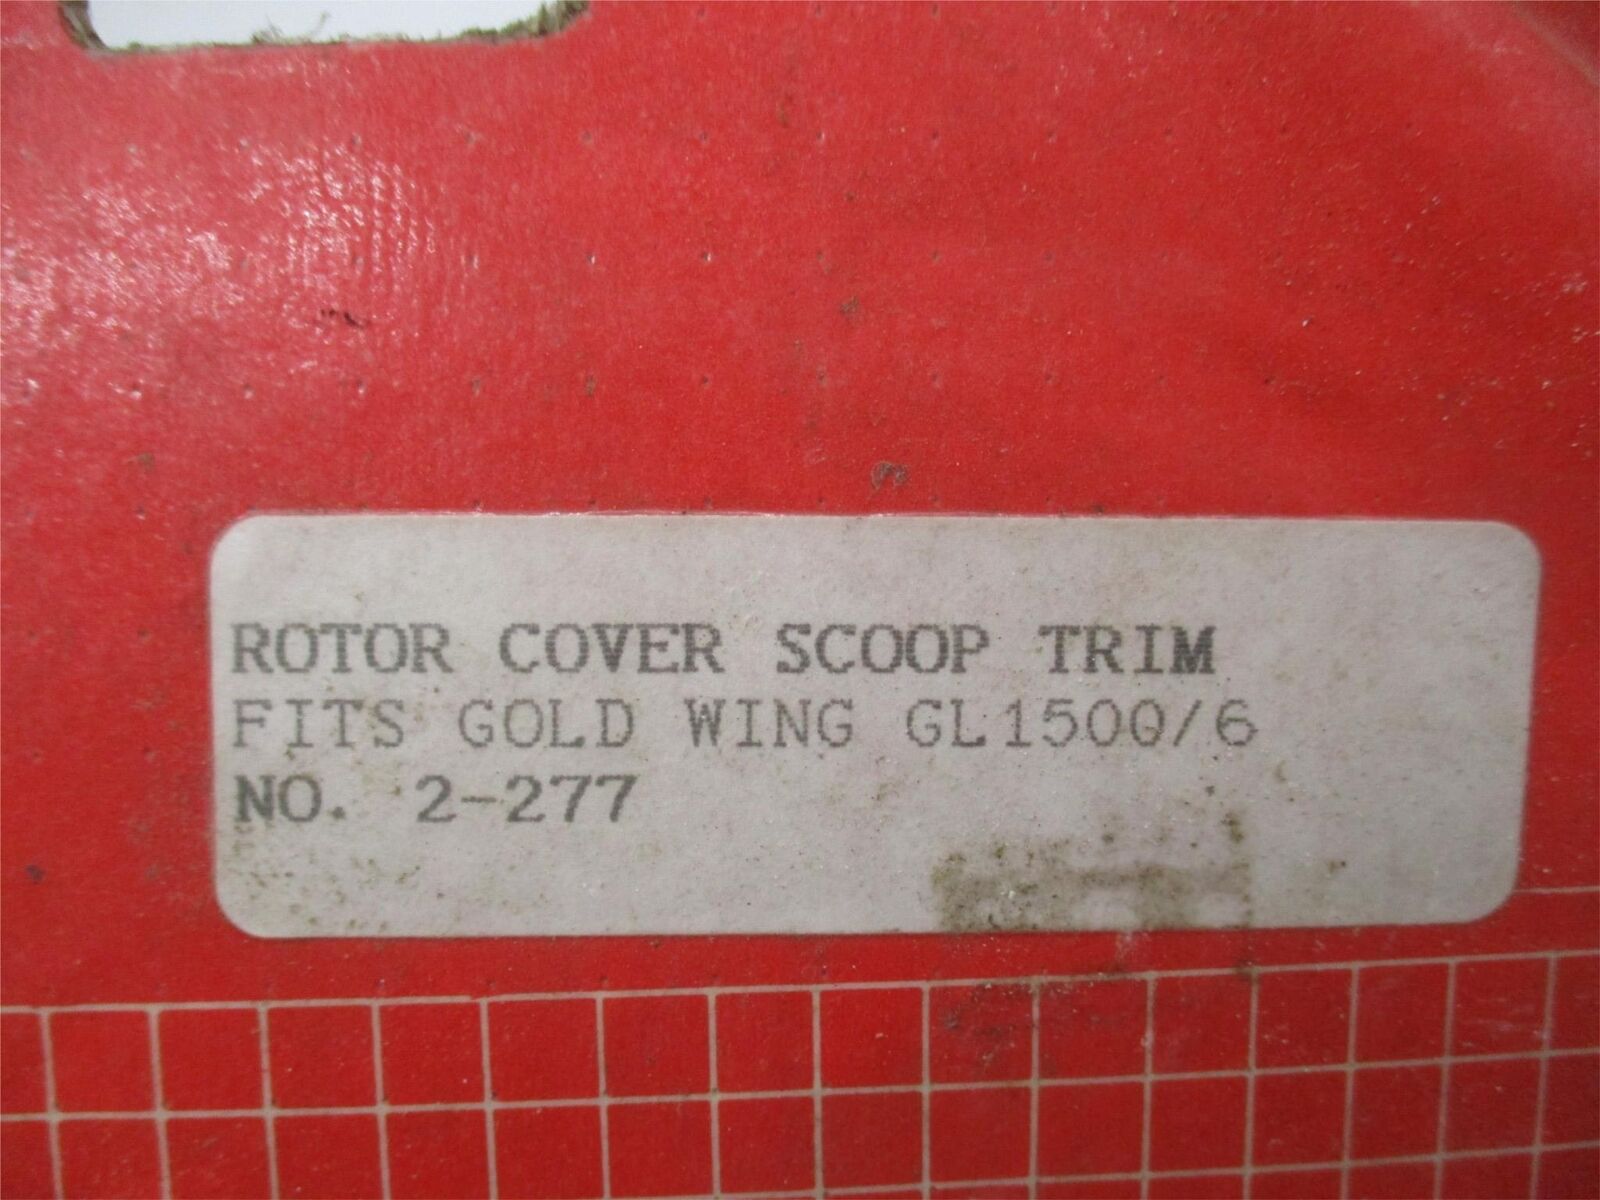 ROTOR COVER SCOOP TRIM
FITS GOLD WING GL1500/6
NO. 2-277